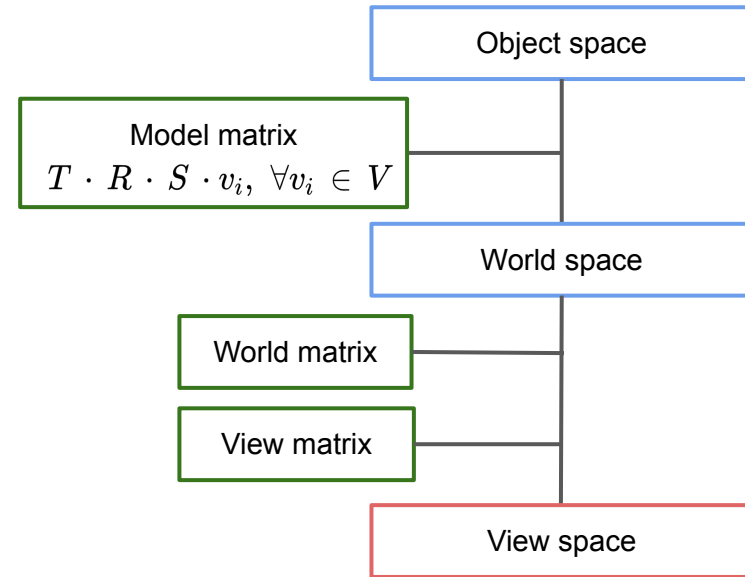 Object space
Model matrix
T · R · S · v_i, ∀v_i ∈ V
World space
World matrix
View matrix
View space